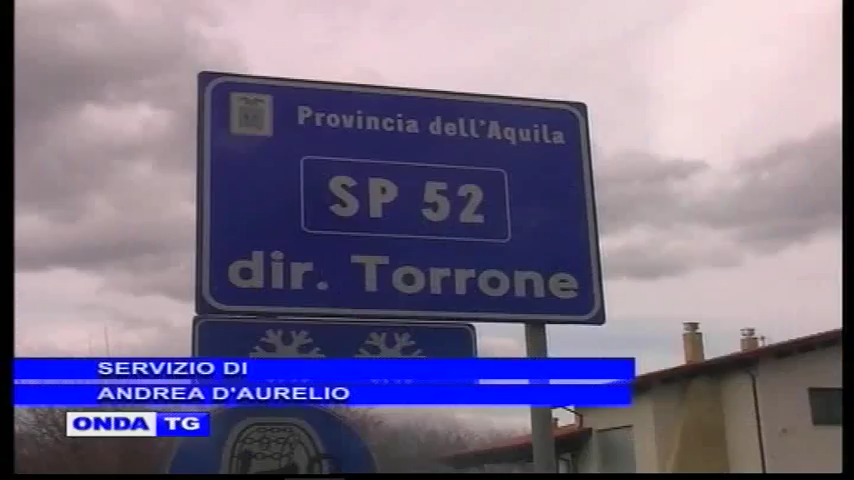 Provincia dell'Aquila
SP 52
dir. Torrone
SERVIZIO DI
ANDREA D'AURELIO
ONDA TG